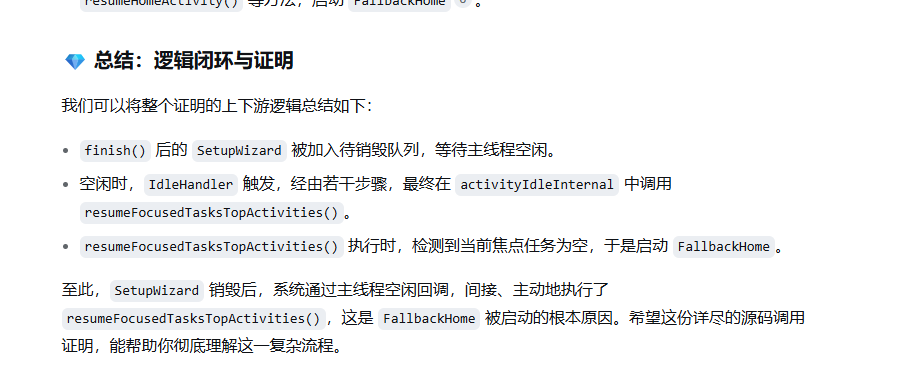 resumeHomeActivity() 等方法，启动 FallbackHome 。
💎 总结：逻辑闭环与证明
我们可以将整个证明的上下游逻辑总结如下：
• finish() 后的 SetupWizard 被加入待销毁队列，等待主线程空闲。
• 空闲时，IdleHandler 触发，经由若干步骤，最终在 activityIdleInternal 中调用
resumeFocusedTasksTopActivities()。
• resumeFocusedTasksTopActivities() 执行时，检测到当前焦点任务为空，于是启动 FallbackHome。
至此，SetupWizard 销毁后，系统通过主线程空闲回调，间接、主动地执行了
resumeFocusedTasksTopActivities()，这是 FallbackHome 被启动的根本原因。希望这份详尽的源码调用
证明，能帮助你彻底理解这一复杂流程。